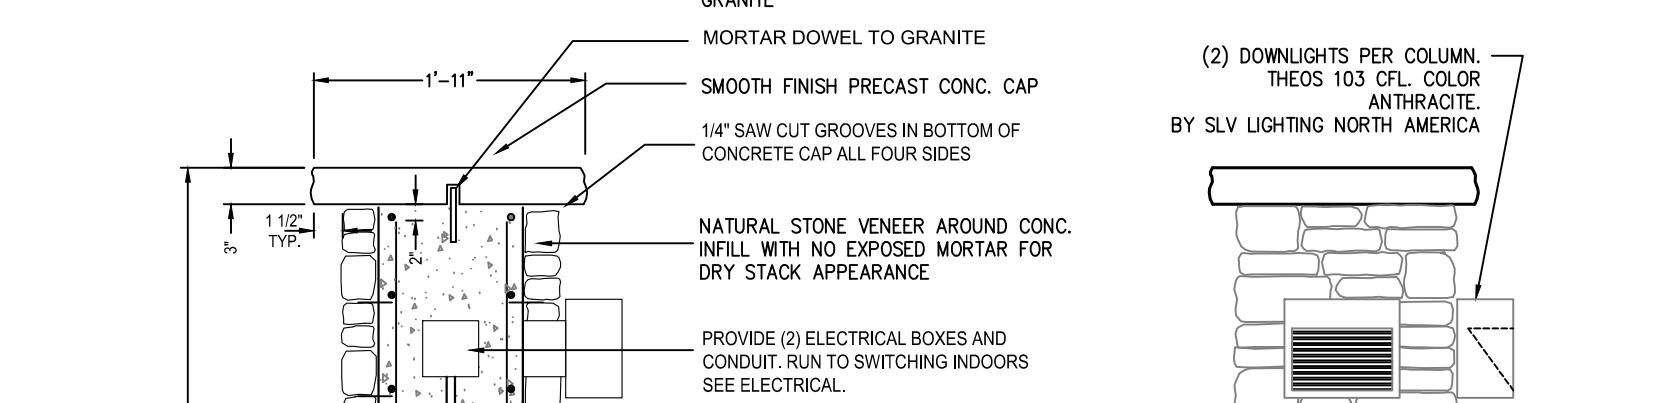 GRANITE
MORTAR DOWEL TO GRANITE
1'-11"
SMOOTH FINISH PRECAST CONC. CAP
1/4" SAW CUT GROOVES IN BOTTOM OF
CONCRETE CAP ALL FOUR SIDES
1 1/2"
TYP.
3"
2"
NATURAL STONE VENEER AROUND CONC.
INFILL WITH NO EXPOSED MORTAR FOR
DRY STACK APPEARANCE
PROVIDE (2) ELECTRICAL BOXES AND
CONDUIT. RUN TO SWITCHING INDOORS
SEE ELECTRICAL.
(2) DOWNLIGHTS PER COLUMN.
THEOS 103 CFL. COLOR
ANTHRACITE.
BY SLV LIGHTING NORTH AMERICA